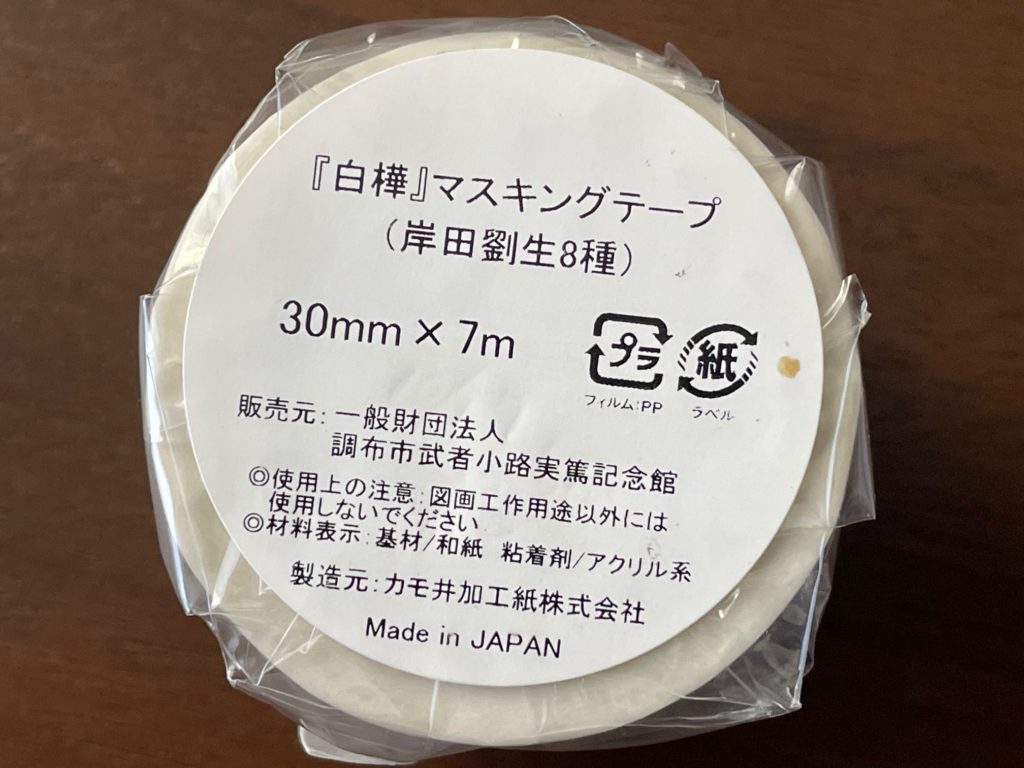 『白樺』マスキングテープ
（岸田劉生8種）
30mm×7m
プラ
紙
フィルム:PP
ラベル
販売元:一般財団法人
調布市武者小路実篤記念館
◎使用上の注意:図画工作用途以外には
使用しないでください
◎材料表示:基材/和紙 粘着剤/アクリル系
製造元:カモ井加工紙株式会社
Made in JAPAN